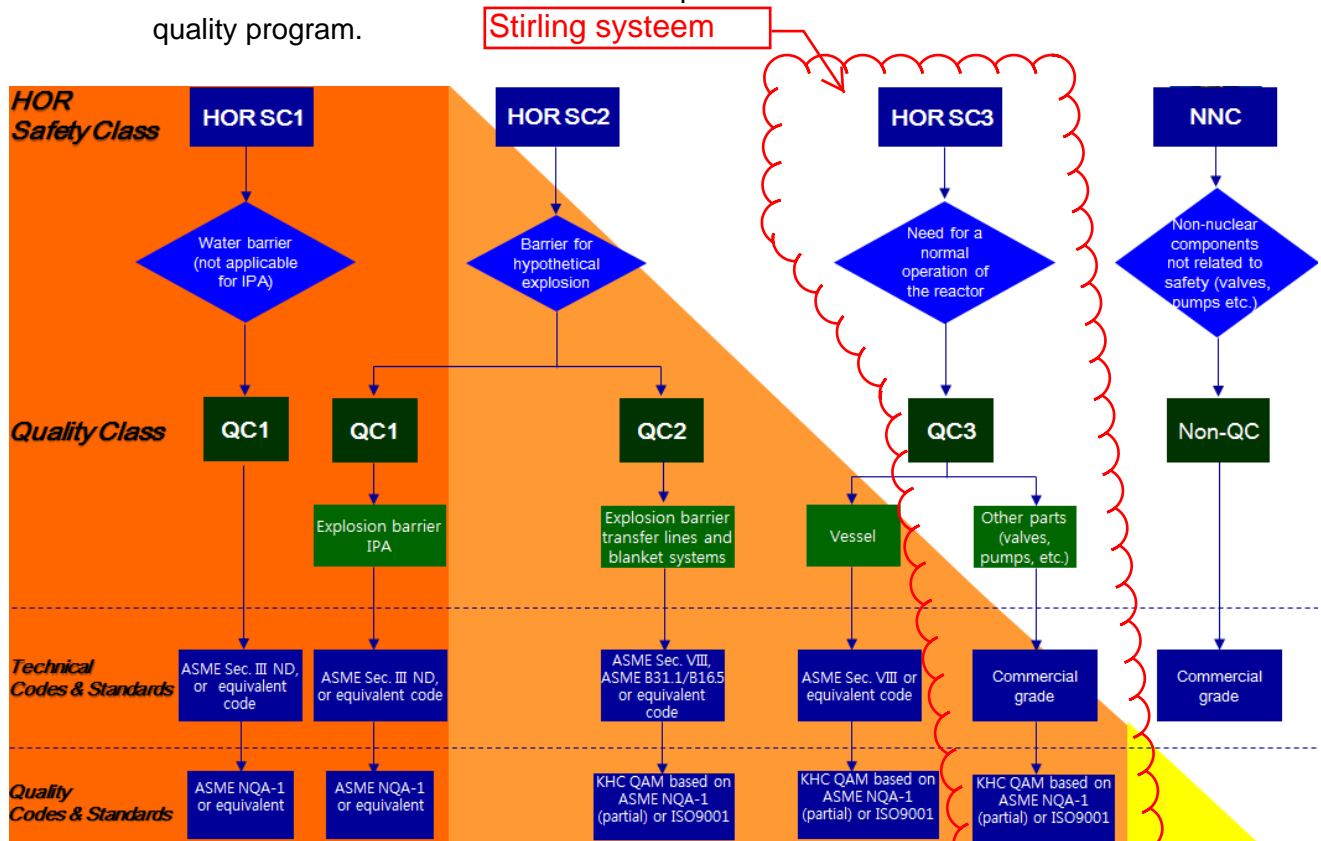 quality program.
Stirling systeem
HOR
Safety Class
HOR SC1
HOR SC2
HOR SC3
NNC
Water barrier
(not applicable
for IPA)
Barrier for
hypothetical
explosion
Need for a
normal
operation of
the reactor
Non-nuclear
components
not related to
safety (valves,
pumps etc.)
Quality Class
QC1
QC1
QC2
QC3
Non-QC
Explosion barrier
IPA
Explosion barrier
transfer lines and
blanket systems
Vessel
Other parts
(valves,
pumps, etc.)
Technical
Codes & Standards
ASME Sec. III ND,
or equivalent
code
ASME Sec. III ND,
or equivalent code
ASME Sec. VIII,
ASME B31.1/B16.5
or equivalent
code
ASME Sec. VIII or
equivalent code
Commercial
grade
Commercial
grade
Quality
Codes & Standards
ASME NQA-1
or equivalent
ASME NQA-1
or equivalent
KHC QAM based on
ASME NQA-1
(partial) or ISO9001
KHC QAM based on
ASME NQA-1
(partial) or ISO9001
KHC QAM based on
ASME NQA-1
(partial) or ISO9001